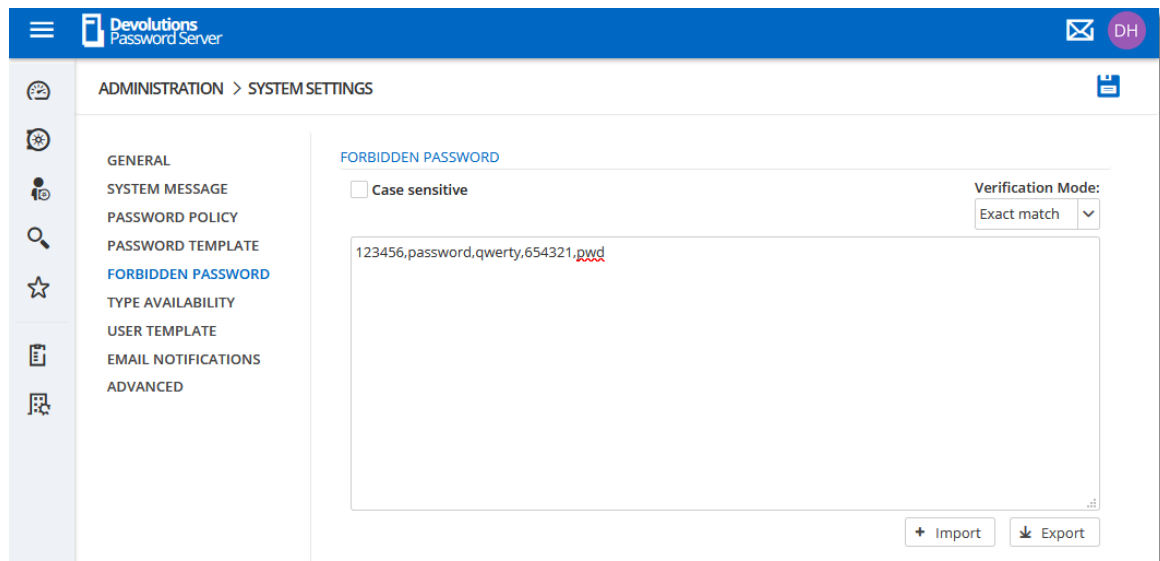 Devolutions
Password Server
DH
ADMINISTRATION > SYSTEM SETTINGS
GENERAL
SYSTEM MESSAGE
PASSWORD POLICY
PASSWORD TEMPLATE
FORBIDDEN PASSWORD
TYPE AVAILABILITY
USER TEMPLATE
EMAIL NOTIFICATIONS
ADVANCED
FORBIDDEN PASSWORD
Case sensitive
Verification Mode:
Exact match
123456,password,qwerty,654321,pwd
+ Import
Export